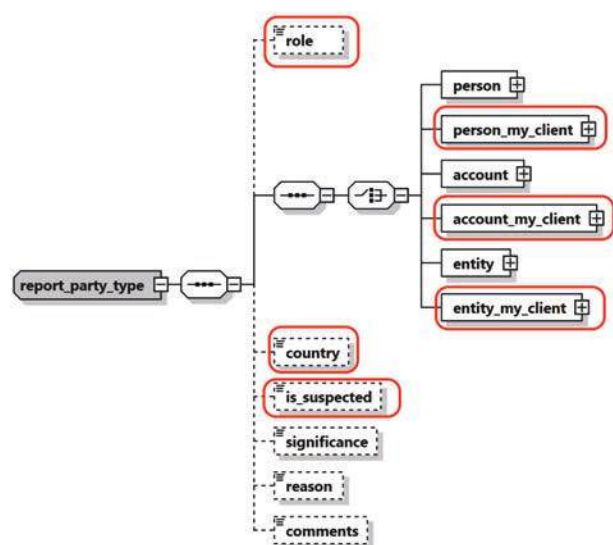 role
person
person_my_client
account
account_my_client
entity
report_party_type
entity_my_client
country
is_suspected
significance
reason
comments